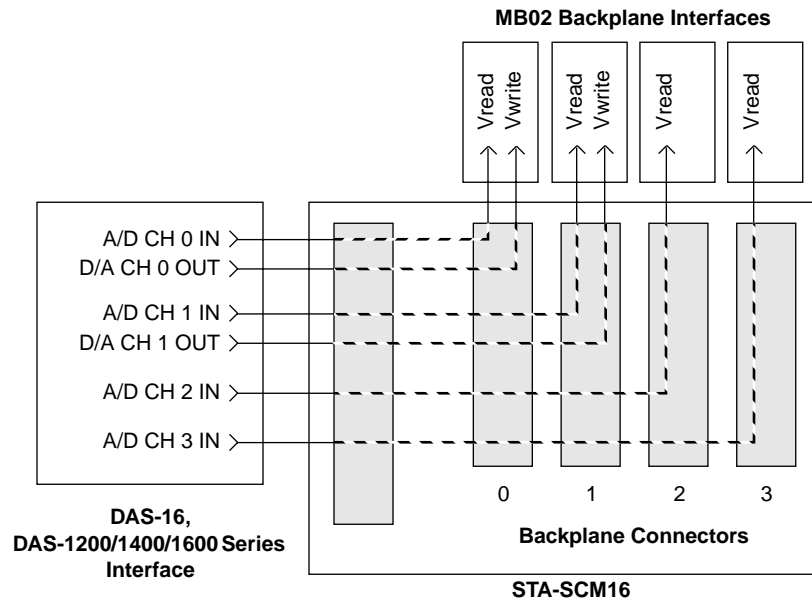 MB02 Backplane Interfaces
Vread
Vwrite
Vread
Vwrite
Vread
Vread
A/D CH 0 IN
D/A CH 0 OUT
A/D CH 1 IN
D/A CH 1 OUT
A/D CH 2 IN
A/D CH 3 IN
0 1 2 3
Backplane Connectors
DAS-16,
DAS-1200/1400/1600 Series
Interface
STA-SCM16